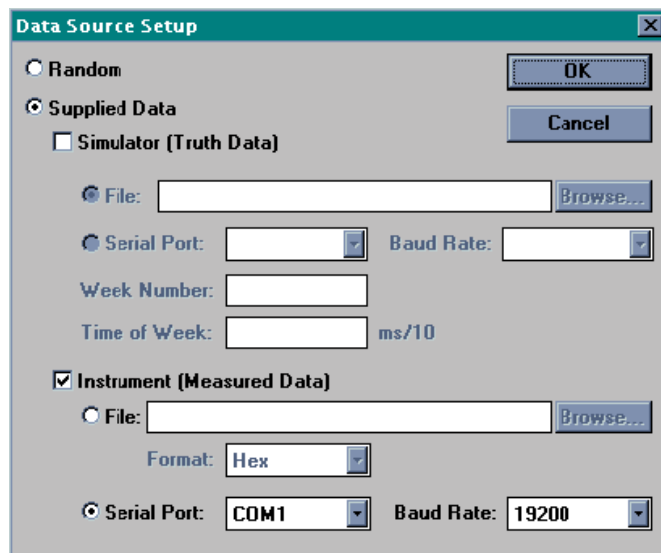 Data Source Setup
Random
OK
Supplied Data
Cancel
Simulator (Truth Data)
File:
Browse...
Serial Port:
Baud Rate:
Week Number:
Time of Week:
ms/10
Instrument (Measured Data)
File:
Browse...
Format:
Hex
Serial Port:
COM1
Baud Rate:
19200